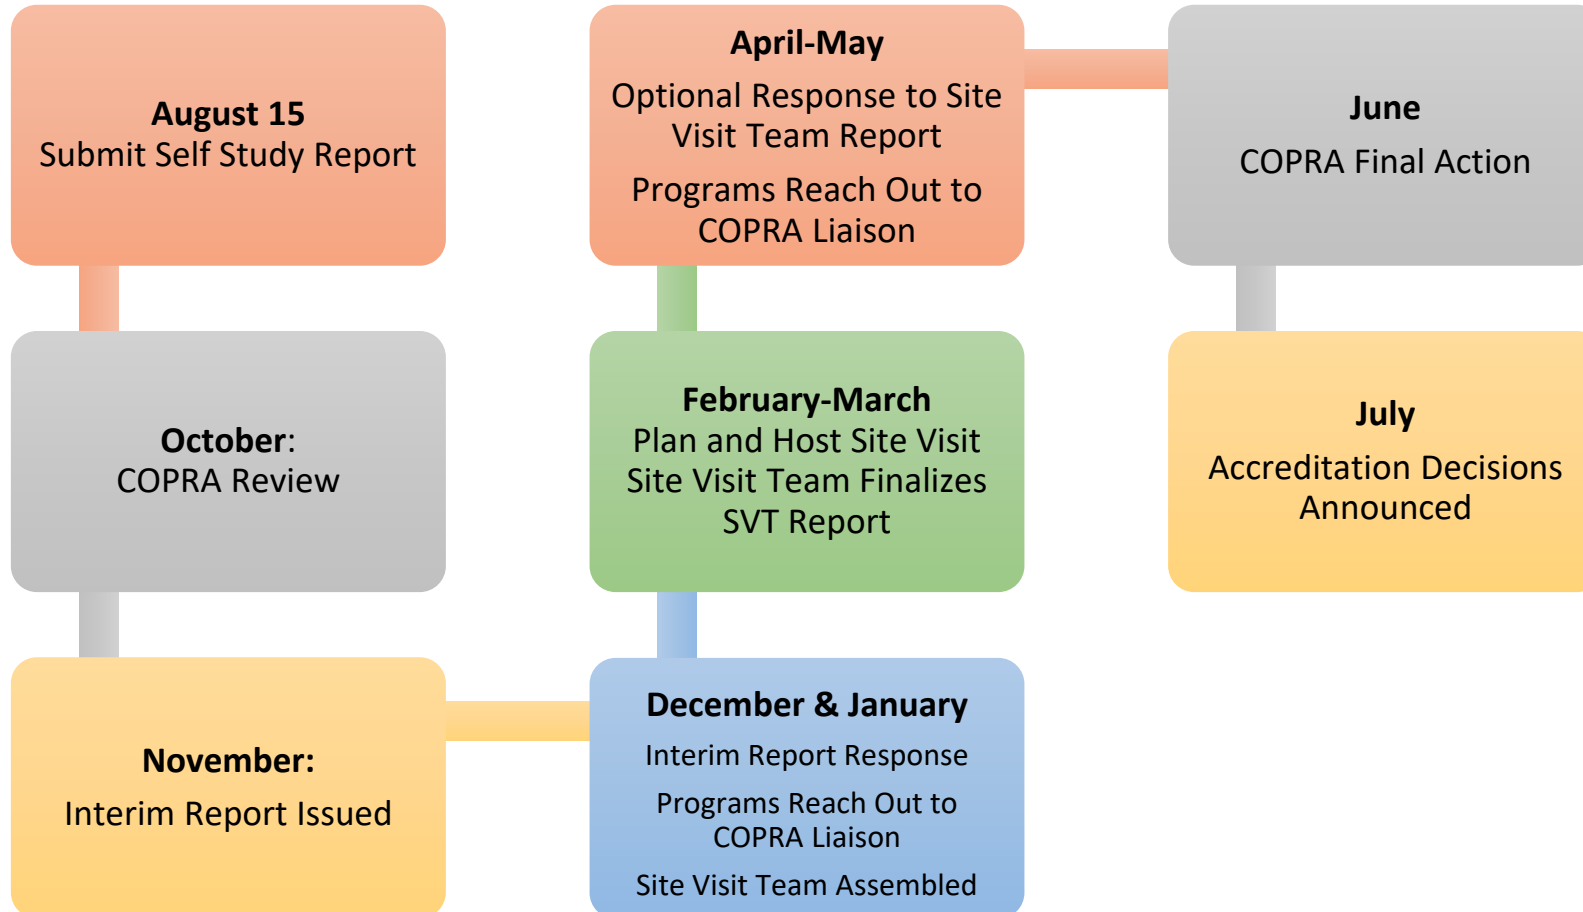 August 15
Submit Self Study Report
October:
COPRA Review
November:
Interim Report Issued
December & January
Interim Report Response
Programs Reach Out to
COPRA Liaison
Site Visit Team Assembled
February-March
Plan and Host Site Visit
Site Visit Team Finalizes
SVT Report
April-May
Optional Response to Site
Visit Team Report
Programs Reach Out to
COPRA Liaison
June
COPRA Final Action
July
Accreditation Decisions
Announced